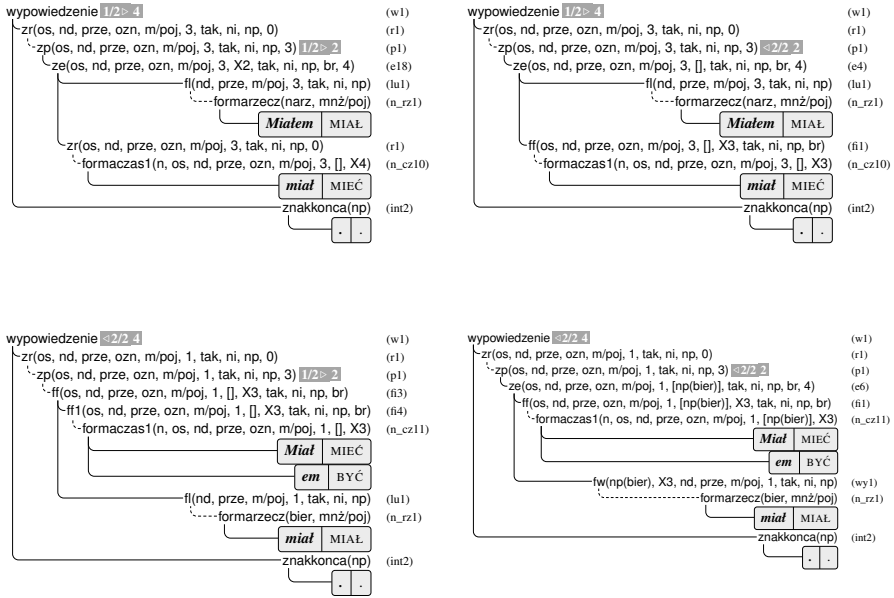 wypowiedzenie 1/2▷ 4 (w1)
zr(os, nd, prze, ozn, m/poj, 3, tak, ni, np, 0) (r1)
zp(os, nd, prze, ozn, m/poj, 3, tak, ni, np, 3) 1/2▷ 2 (p1)
ze(os, nd, prze, ozn, m/poj, 3, X2, tak, ni, np, br, 4) (e18)
fl(nd, prze, m/poj, 3, tak, ni, np) (lu1)
formarzecz(narz, mnż/poj) (n_rz1)
Miałem MIAŁ
zr(os, nd, prze, ozn, m/poj, 3, tak, ni, np, 0) (r1)
formaczas1(n, os, nd, prze, ozn, m/poj, 3, [], X4) (n_cz10)
miał MIEĆ
znakkonca(np) (int2)
. .
wypowiedzenie 1/2▷ 4 (w1)
zr(os, nd, prze, ozn, m/poj, 3, tak, ni, np, 0) (r1)
zp(os, nd, prze, ozn, m/poj, 3, tak, ni, np, 3) ◁2/2 2 (p1)
ze(os, nd, prze, ozn, m/poj, 3, [], tak, ni, np, br, 4) (e4)
fl(nd, prze, m/poj, 3, tak, ni, np) (lu1)
formarzecz(narz, mnż/poj) (n_rz1)
Miałem MIAŁ
ff(os, nd, prze, ozn, m/poj, 3, [], X3, tak, ni, np, br) (fi1)
formaczas1(n, os, nd, prze, ozn, m/poj, 3, [], X3) (n_cz10)
miał MIEĆ
znakkonca(np) (int2)
. .
wypowiedzenie ◁2/2 4 (w1)
zr(os, nd, prze, ozn, m/poj, 1, tak, ni, np, 0) (r1)
zp(os, nd, prze, ozn, m/poj, 1, tak, ni, np, 3) 1/2▷ 2 (p1)
ff(os, nd, prze, ozn, m/poj, 1, [], X3, tak, ni, np, br) (fi3)
ff1(os, nd, prze, ozn, m/poj, 1, [], X3, tak, ni, np, br) (fi4)
formaczas1(n, os, nd, prze, ozn, m/poj, 1, [], X3) (n_cz11)
Miał MIEĆ
em BYĆ
fl(nd, prze, m/poj, 1, tak, ni, np) (lu1)
formarzecz(bier, mnż/poj) (n_rz1)
miał MIAŁ
znakkonca(np) (int2)
. .
wypowiedzenie ◁2/2 4 (w1)
zr(os, nd, prze, ozn, m/poj, 1, tak, ni, np, 0) (r1)
zp(os, nd, prze, ozn, m/poj, 1, tak, ni, np, 3) ◁2/2 2 (p1)
ze(os, nd, prze, ozn, m/poj, 1, [np(bier)], tak, ni, np, br, 4) (e6)
ff(os, nd, prze, ozn, m/poj, 1, [np(bier)], X3, tak, ni, np, br) (fi1)
formaczas1(n, os, nd, prze, ozn, m/poj, 1, [np(bier)], X3) (n_cz11)
Miał MIEĆ
em BYĆ
fw(np(bier), X3, nd, prze, m/poj, 1, tak, ni, np) (wy1)
formarzecz(bier, mnż/poj) (n_rz1)
miał MIAŁ
znakkonca(np) (int2)
. .